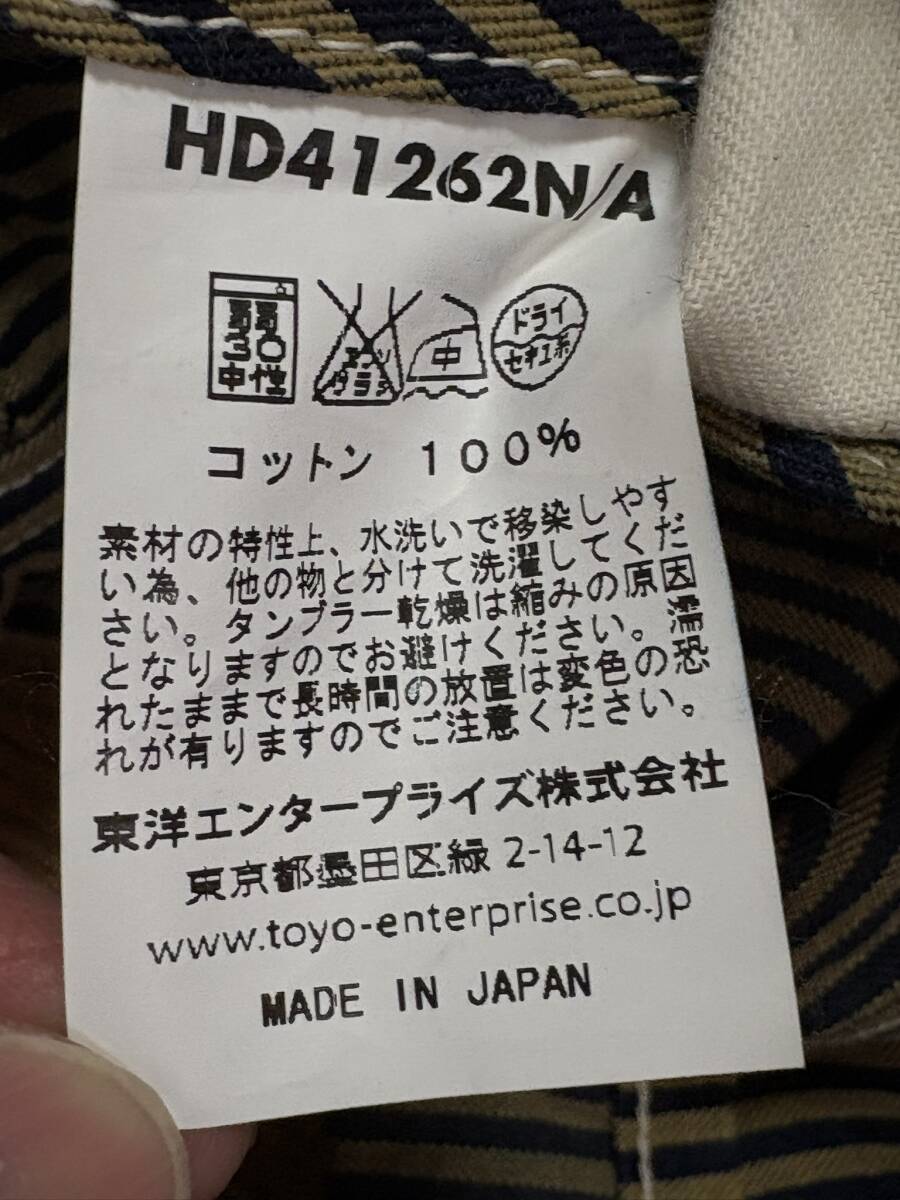 HD41262N/A
弱
30
中性
エンソ
サラシ
中
ドライ
セキユ系
コットン 100%
素材の特性上、水洗いで移染しやす
い為、他の物と分けて洗濯してくだ
さい。タンブラー乾燥は縮みの原因
となりますのでお避けください。濡
れたままで長時間の放置は変色の恐
れが有りますのでご注意ください。
東洋エンタープライズ株式会社
東京都墨田区緑 2-14-12
www.toyo-enterprise.co.jp
MADE IN JAPAN